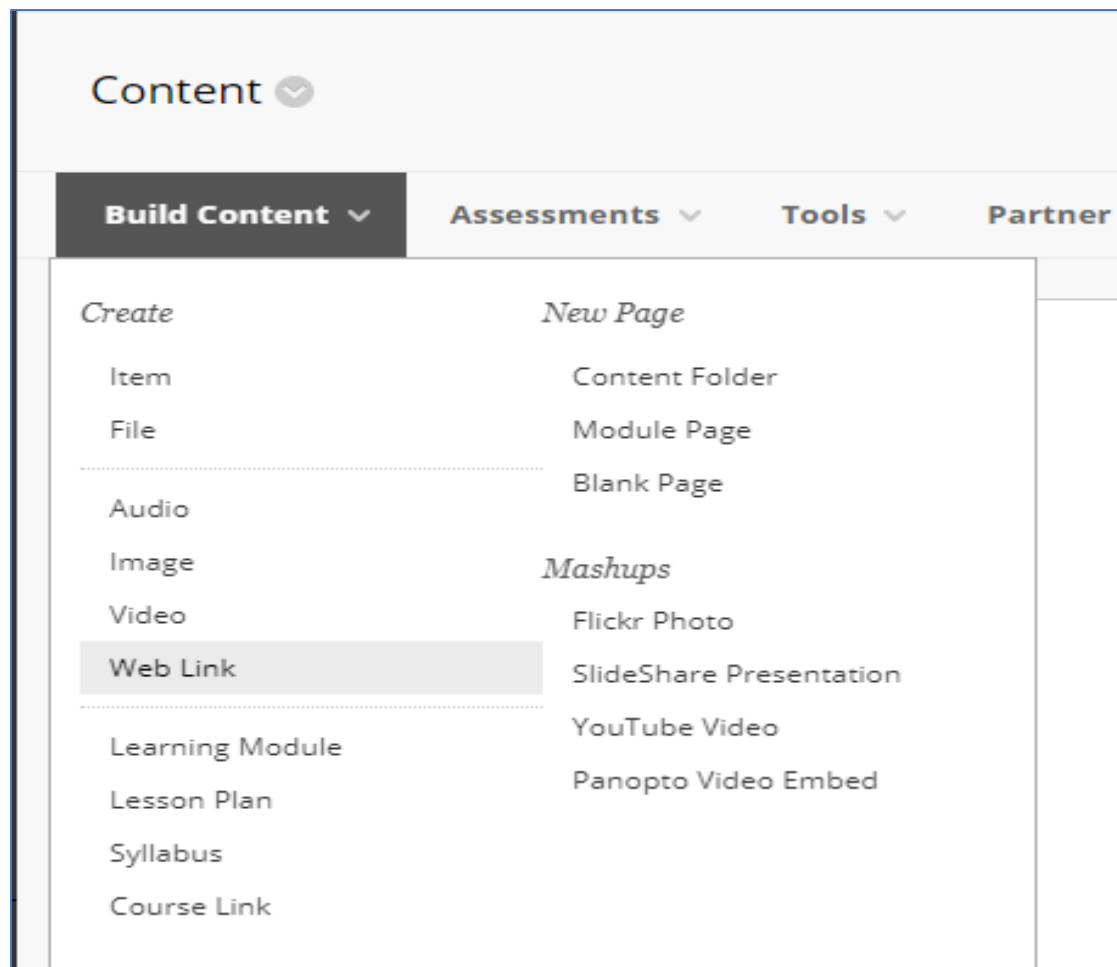 Content
Build Content Assessments Tools Partner
Create
Item
File
Audio
Image
Video
Web Link
Learning Module
Lesson Plan
Syllabus
Course Link
New Page
Content Folder
Module Page
Blank Page
Mashups
Flickr Photo
SlideShare Presentation
YouTube Video
Panopto Video Embed